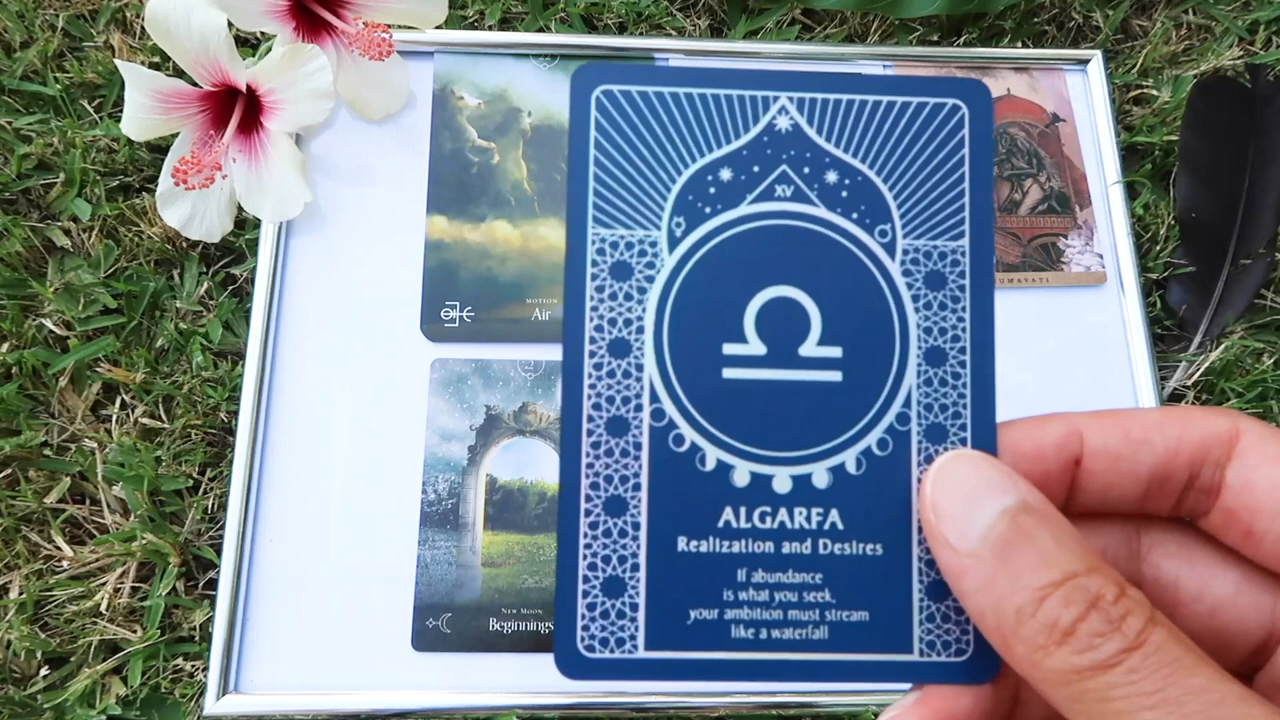 MOTION
Air
NEW MOON
Beginnings
XV
ALGARFA
Realization and Desires
If abundance
is what you seek,
your ambition must stream
like a waterfall
UMAVATI